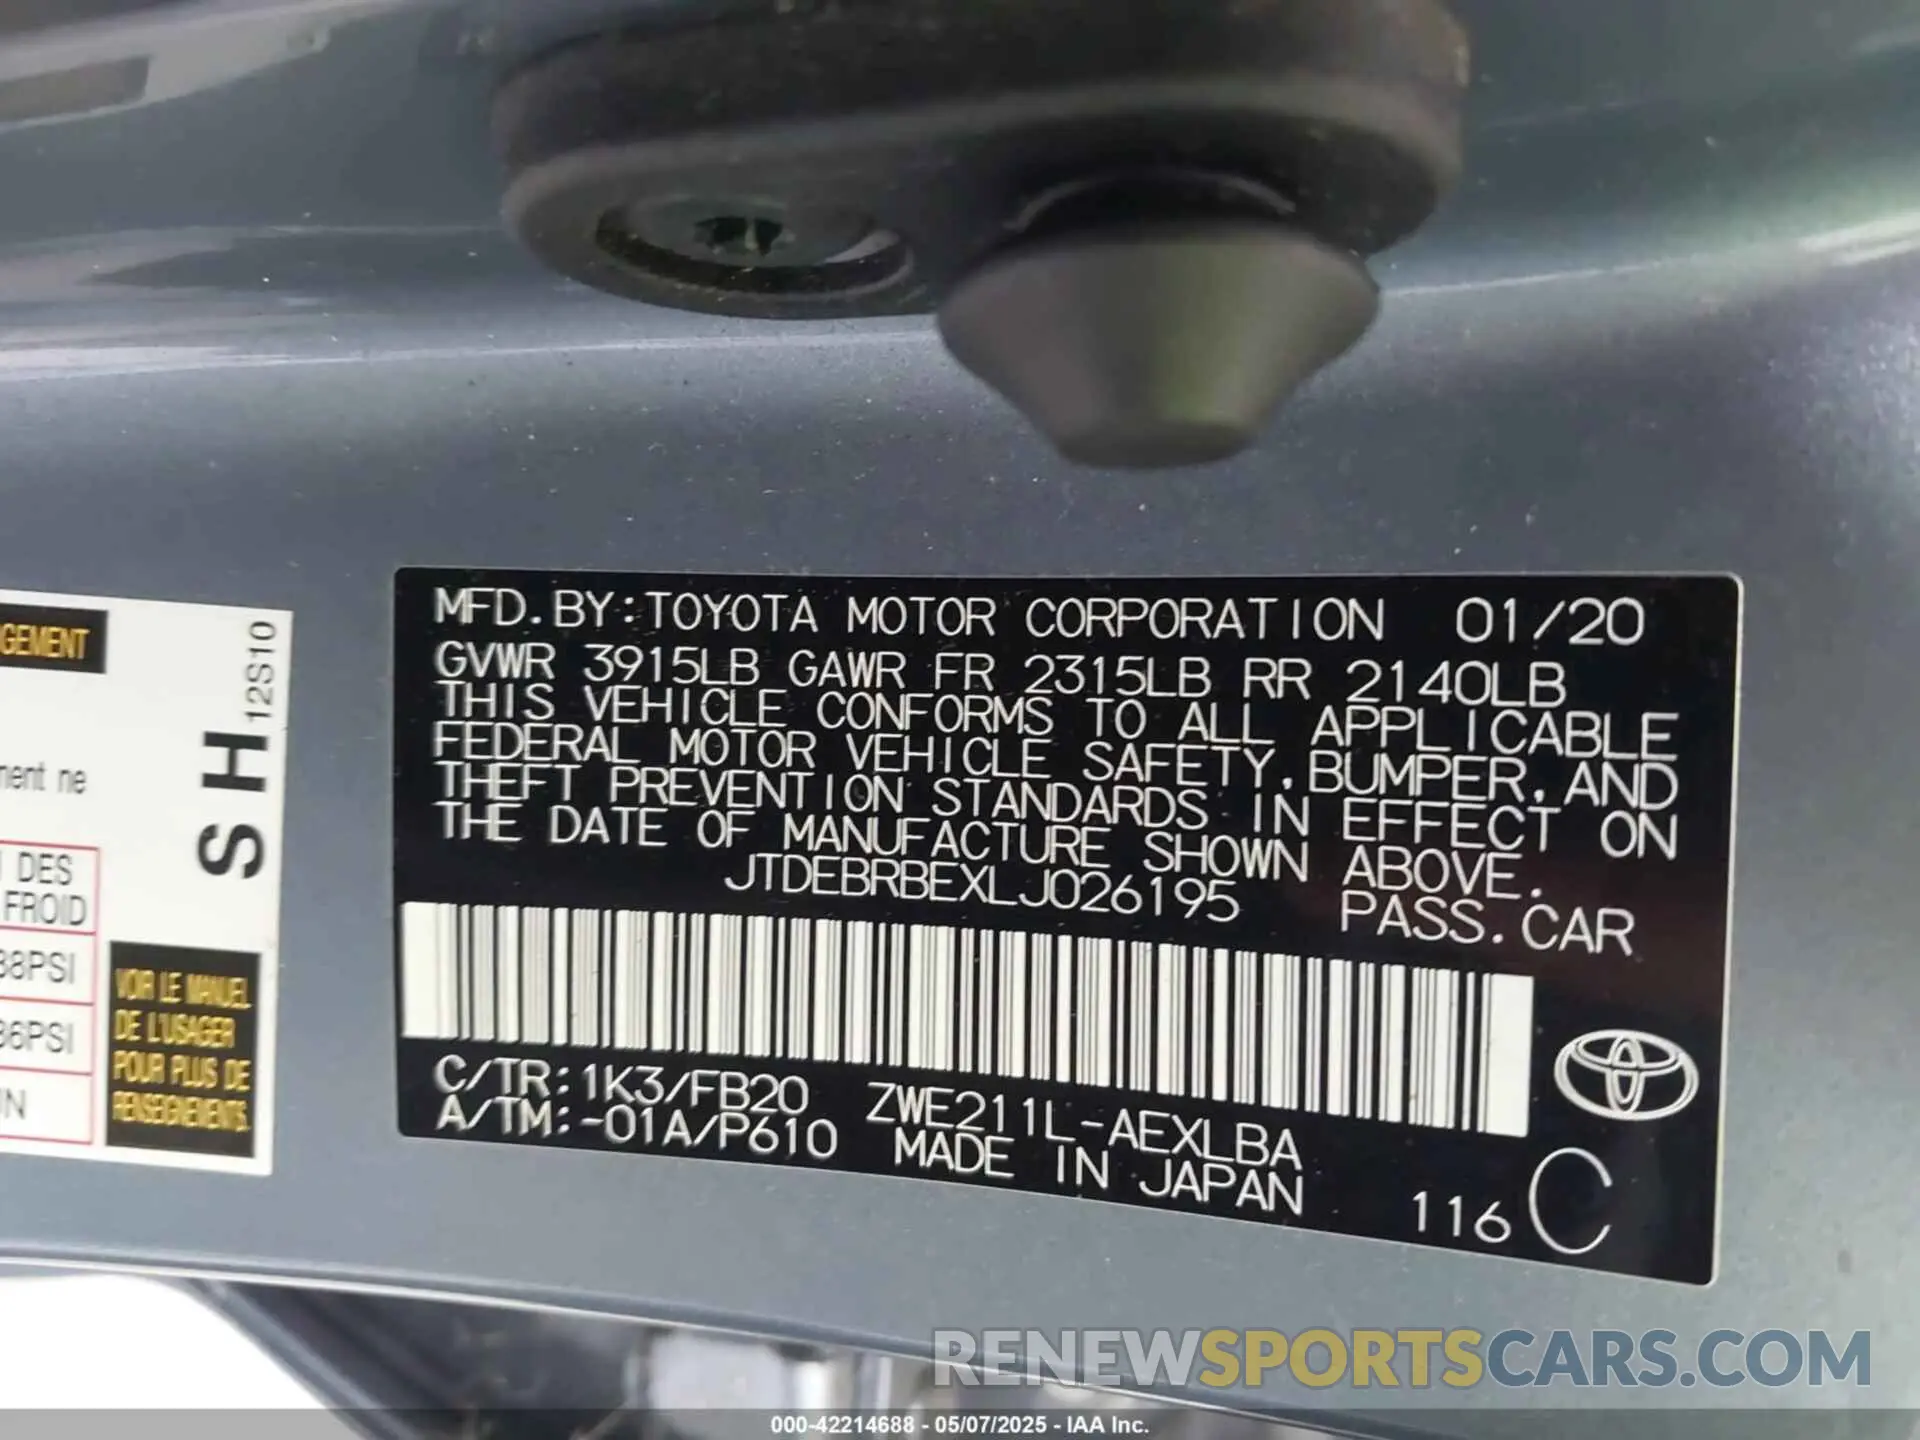 GEMENT
SH 12S10
ment ne
DES
FROID
38PSI
36PSI
VOIR LE MANUEL
DE L'USAGER
POUR PLUS DE
RENSEIGNEMENTS.
MFD. BY:TOYOTA MOTOR CORPORATION 01/20
GVWR 3915LB GAWR FR 2315LB RR 2140LB
THIS VEHICLE CONFORMS TO ALL APPLICABLE
FEDERAL MOTOR VEHICLE SAFETY, BUMPER, AND
THEFT PREVENTION STANDARDS IN EFFECT ON
THE DATE OF MANUFACTURE SHOWN ABOVE.
JTDEBRBEXLJ026195 PASS. CAR
C/TR:1K3/FB20 ZWE211L-AEXLBA
A/TM:-01A/P610 MADE IN JAPAN
116 C
RENEWSPORTSCARS.COM
000-42214688 - 05/07/2025 - IAA Inc.